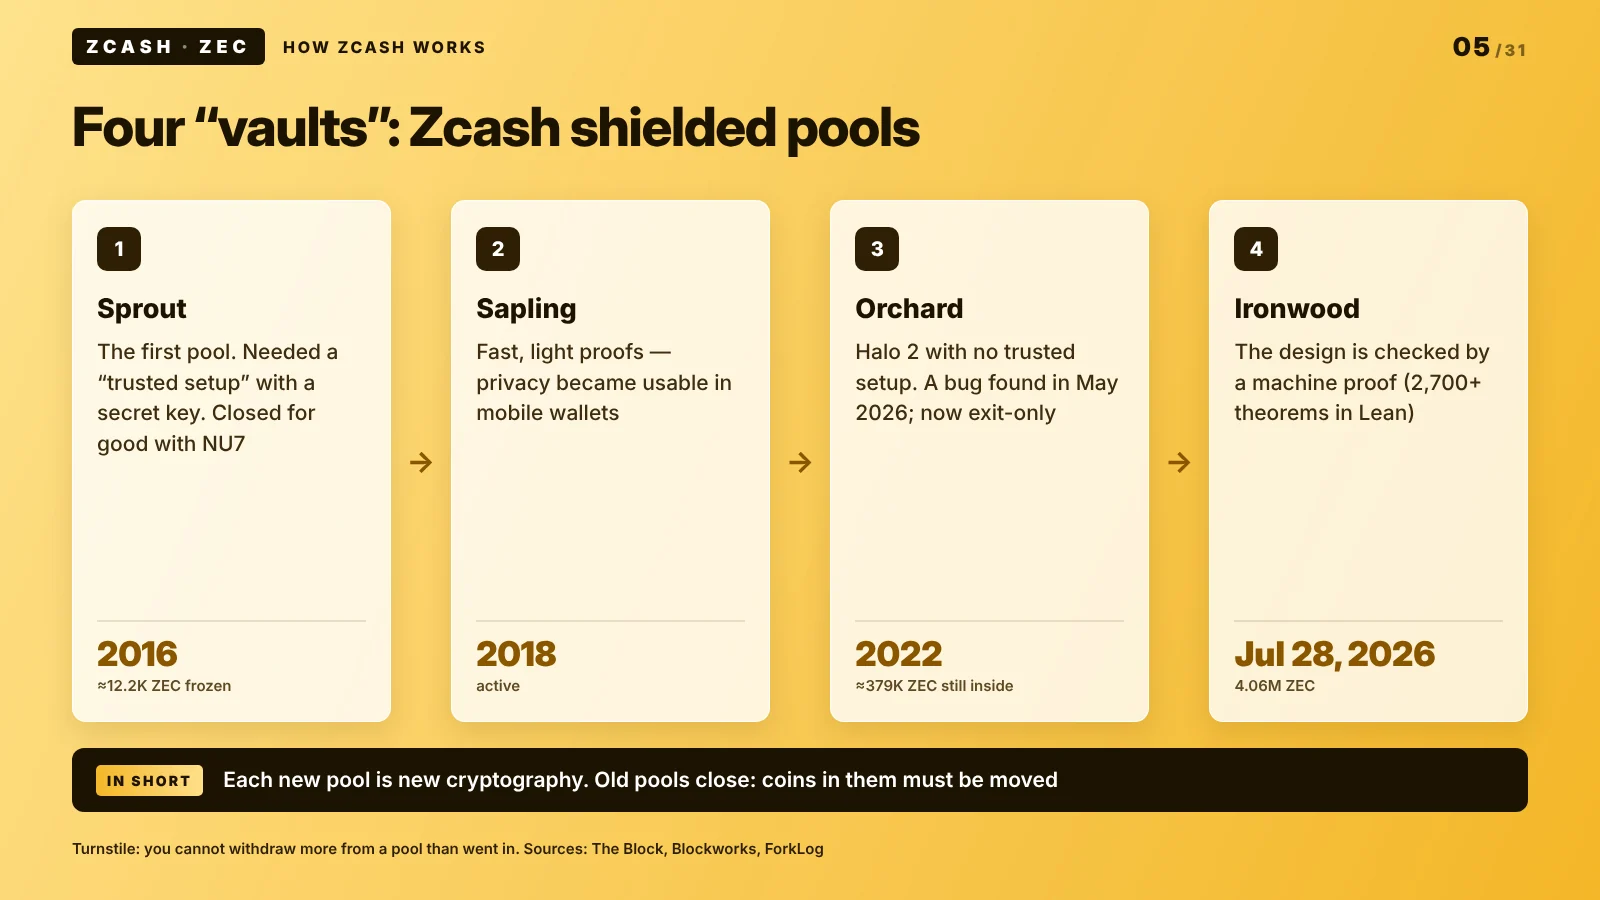 ZCASH · ZEC HOW ZCASH WORKS 05 /31
Four “vaults”: Zcash shielded pools
1
Sprout
The first pool. Needed a
“trusted setup” with a
secret key. Closed for
good with NU7
2016
≈12.2K ZEC frozen
→
2
Sapling
Fast, light proofs —
privacy became usable in
mobile wallets
2018
active
→
3
Orchard
Halo 2 with no trusted
setup. A bug found in May
2026; now exit-only
2022
≈379K ZEC still inside
→
4
Ironwood
The design is checked by
a machine proof (2,700+
theorems in Lean)
Jul 28, 2026
4.06M ZEC
IN SHORT Each new pool is new cryptography. Old pools close: coins in them must be moved
Turnstile: you cannot withdraw more from a pool than went in. Sources: The Block, Blockworks, ForkLog